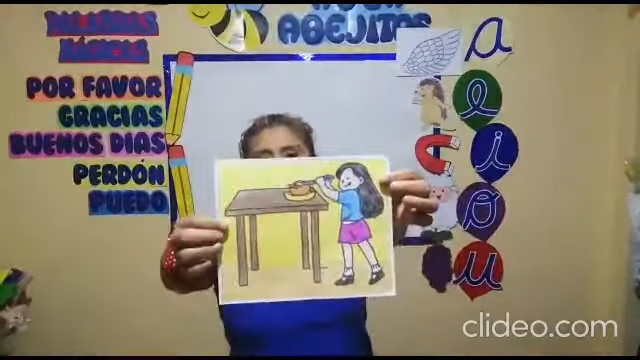 PALABRAS
MÁGICAS
POR FAVOR
GRACIAS
BUENOS DIAS
PERDÓN
PUEDO
ABEJITAS
a
e
i
o
u
clideo.com